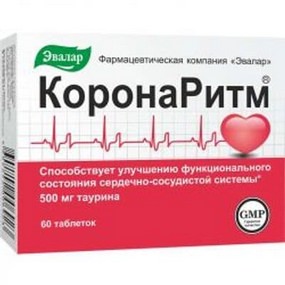 Эвалар
Фармацевтическая компания «Эвалар»
КоронаРитм®
Способствует улучшению функционального
состояния сердечно-сосудистой системы*
500 мг таурина
60 таблеток
GMP